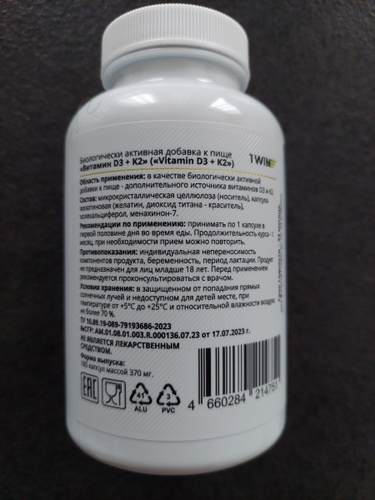 Биологически активная добавка к пище
«Витамин D3 + K2» («Vitamin D3 + K2»)
1WIN
Область применения: в качестве биологически активной
добавки к пище - дополнительного источника витаминов D3 и K2.
Состав: микрокристаллическая целлюлоза (носитель), капсула
желатиновая (желатин, диоксид титана - краситель),
холекальциферол, менахинон-7.
Рекомендации по применению: принимать по 1 капсуле в
первой половине дня во время еды. Продолжительность курса - 1
месяц, при необходимости прием можно повторить.
Противопоказания: индивидуальная непереносимость
компонентов продукта, беременность, период лактации. Продукт
не предназначен для лиц младше 18 лет. Перед применением
рекомендуется проконсультироваться с врачом.
Условия хранения: в защищенном от попадания прямых
солнечных лучей и недоступном для детей месте, при
температуре от +5°C до +25°C и относительной влажности воздуха
не более 70 %.
ТУ 10.89.19-089-79193686-2023
№СГР: AM.01.08.01.003.R.000136.07.23 от 17.07.2023 г.
НЕ ЯВЛЯЕТСЯ ЛЕКАРСТВЕННЫМ
СРЕДСТВОМ.
Форма выпуска:
180 капсул массой 370 мг.
EAC
41
ALU
3
PVC
4 660284 214751